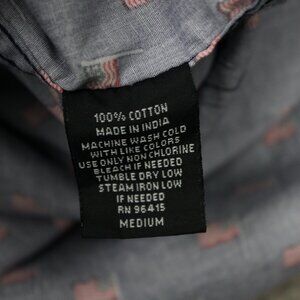 100% COTTON
MADE IN INDIA
MACHINE WASH COLD
WITH LIKE COLORS
USE ONLY NON CHLORINE
BLEACH IF NEEDED
TUMBLE DRY LOW
STEAM IRON LOW
IF NEEDED
RN 96415
MEDIUM